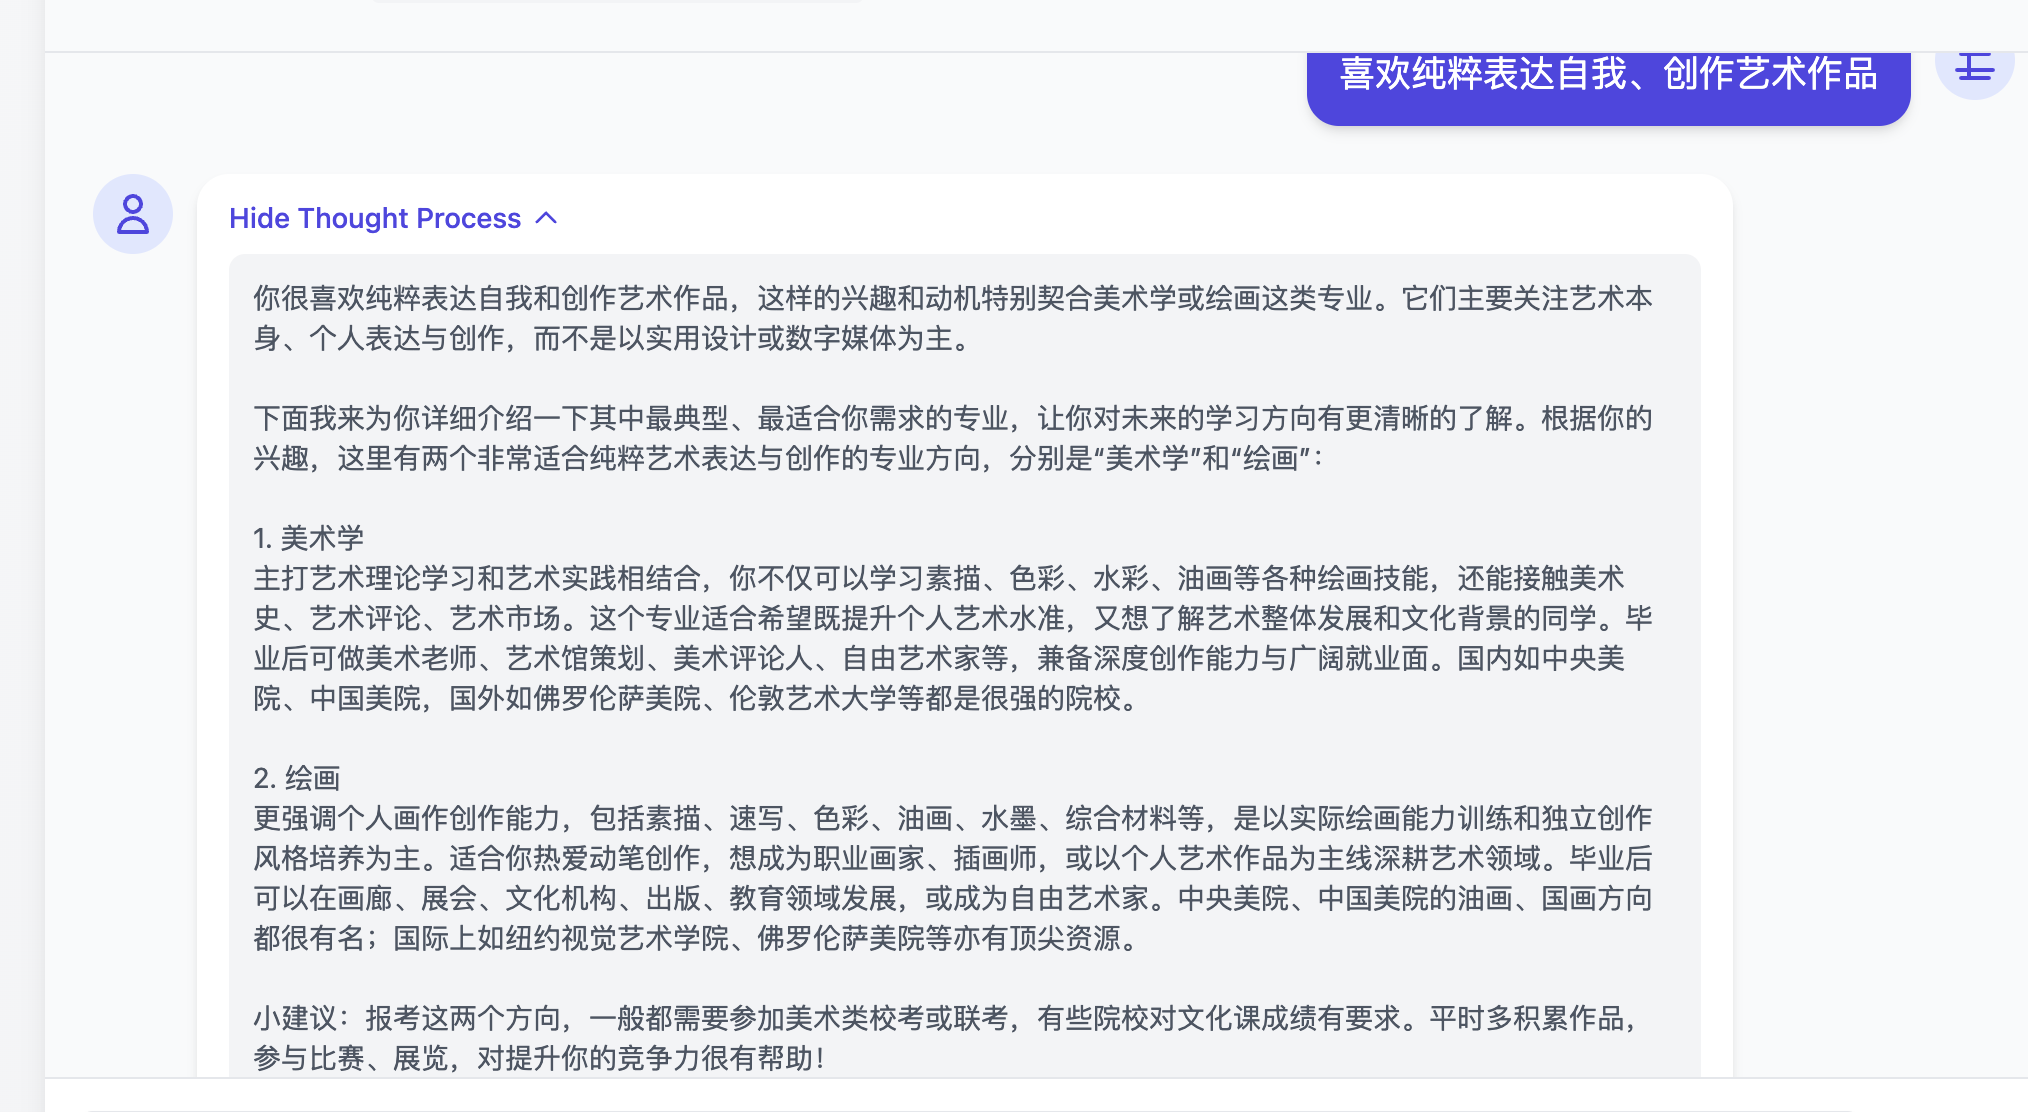 喜欢纯粹表达自我、创作艺术作品
Hide Thought Process
你很喜欢纯粹表达自我和创作艺术作品，这样的兴趣和动机特别契合美术学或绘画这类专业。它们主要关注艺术本
身、个人表达与创作，而不是以实用设计或数字媒体为主。
下面我来为你详细介绍一下其中最典型、最适合你需求的专业，让你对未来的学习方向有更清晰的了解。根据你的
兴趣，这里有两个非常适合纯粹艺术表达与创作的专业方向，分别是“美术学”和“绘画”：
1. 美术学
主打艺术理论学习和艺术实践相结合，你不仅可以学习素描、色彩、水彩、油画等各种绘画技能，还能接触美术
史、艺术评论、艺术市场。这个专业适合希望既提升个人艺术水准，又想了解艺术整体发展和文化背景的同学。毕
业后可做美术老师、艺术馆策划、美术评论人、自由艺术家等，兼备深度创作能力与广阔就业面。国内如中央美
院、中国美院，国外如佛罗伦萨美院、伦敦艺术大学等都是很强的院校。
2. 绘画
更强调个人画作创作能力，包括素描、速写、色彩、油画、水墨、综合材料等，是以实际绘画能力训练和独立创作
风格培养为主。适合你热爱动笔创作，想成为职业画家、插画师，或以个人艺术作品为主线深耕艺术领域。毕业后
可以在画廊、展会、文化机构、出版、教育领域发展，或成为自由艺术家。中央美院、中国美院的油画、国画方向
都很有名；国际上如纽约视觉艺术学院、佛罗伦萨美院等亦有顶尖资源。
小建议：报考这两个方向，一般都需要参加美术类校考或联考，有些院校对文化课成绩有要求。平时多积累作品，
参与比赛、展览，对提升你的竞争力很有帮助！